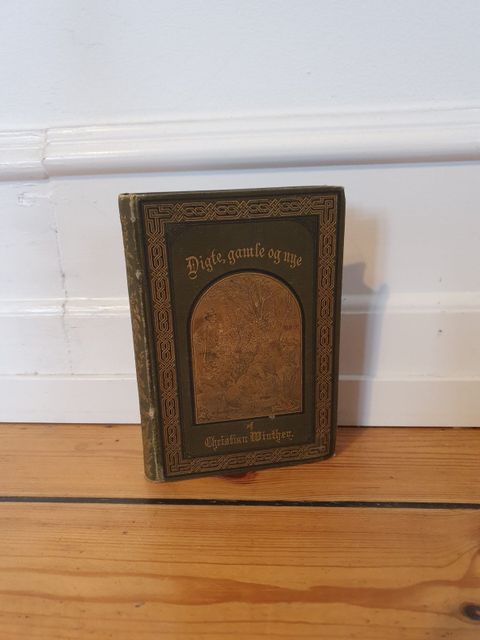 Digte, gamle og nye
af
Christian Winther.